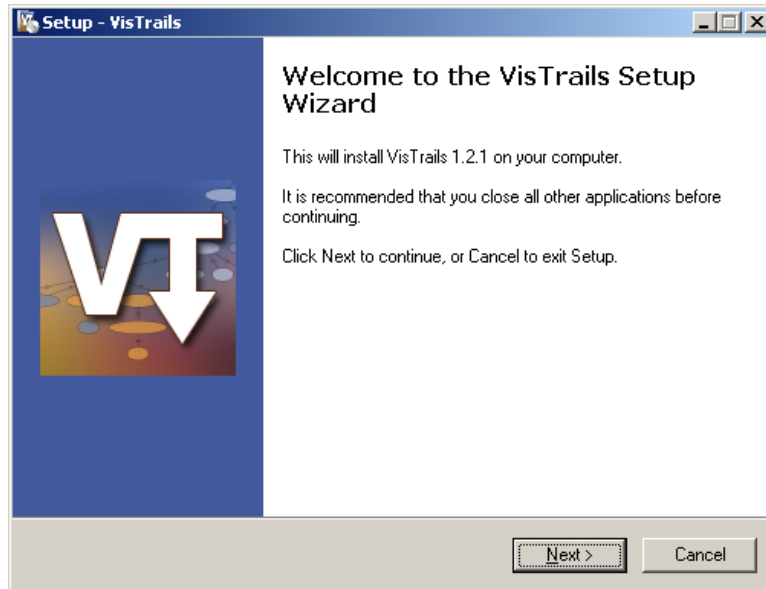 Setup - VisTrails
Welcome to the VisTrails Setup
Wizard
This will install VisTrails 1.2.1 on your computer.
It is recommended that you close all other applications before
continuing.
Click Next to continue, or Cancel to exit Setup.
VT
Next >
Cancel